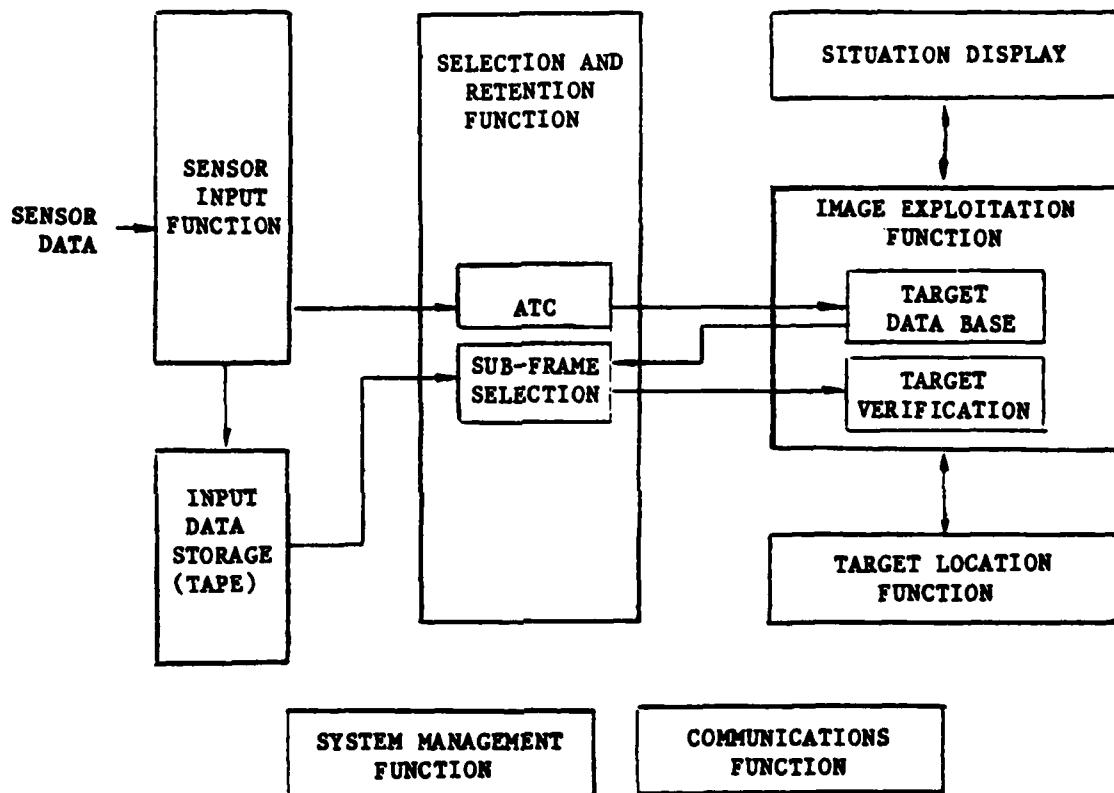 SENSOR
DATA
SENSOR
INPUT
FUNCTION
INPUT
DATA
STORAGE
(TAPE)
SELECTION AND
RETENTION
FUNCTION
ATC
SUB-FRAME
SELECTION
SITUATION DISPLAY
IMAGE EXPLOITATION
FUNCTION
TARGET
DATA BASE
TARGET
VERIFICATION
TARGET LOCATION
FUNCTION
SYSTEM MANAGEMENT
FUNCTION
COMMUNICATIONS
FUNCTION